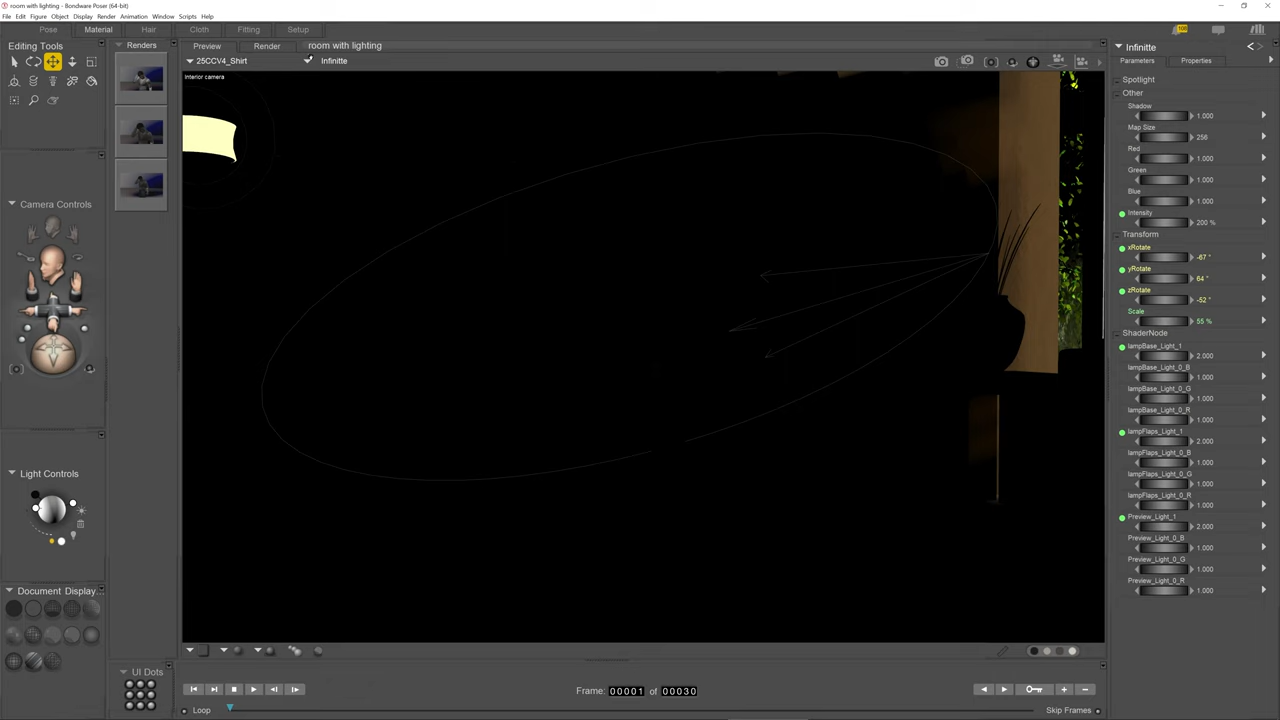 room with lighting - Bondware Poser (64-bit)
File Edit Figure Object Display Render Animation Window Scripts Help
Pose Material Hair Cloth Fitting Setup
100
Editing Tools
Renders
Preview Render room with lighting
25CCV4_Shirt Infinitte
Interior camera
Camera Controls
Light Controls
Document Display...
UI Dots
Infinitte
Parameters Properties
Spotlight
Other
Shadow
1.000
Map Size
256
Red
1.000
Green
1.000
Blue
1.000
Intensity
200 %
Transform
xRotate
-67 °
yRotate
64 °
zRotate
-52 °
Scale
55 %
ShaderNode
lampBase_Light_1
2.000
lampBase_Light_0_B
1.000
lampBase_Light_0_G
1.000
lampBase_Light_0_R
1.000
lampFlaps_Light_1
2.000
lampFlaps_Light_0_B
1.000
lampFlaps_Light_0_G
1.000
lampFlaps_Light_0_R
1.000
Preview_Light_1
2.000
Preview_Light_0_B
1.000
Preview_Light_0_G
1.000
Preview_Light_0_R
1.000
Frame: 00001 of 00030
Loop
Skip Frames